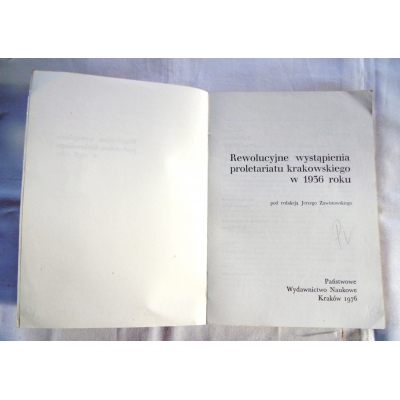 Rewolucyjne wystąpienia
proletariatu krakowskiego
w 1936 roku
pod redakcją Jerzego Zawistowskiego
Państwowe
Wydawnictwo Naukowe
Kraków 1976